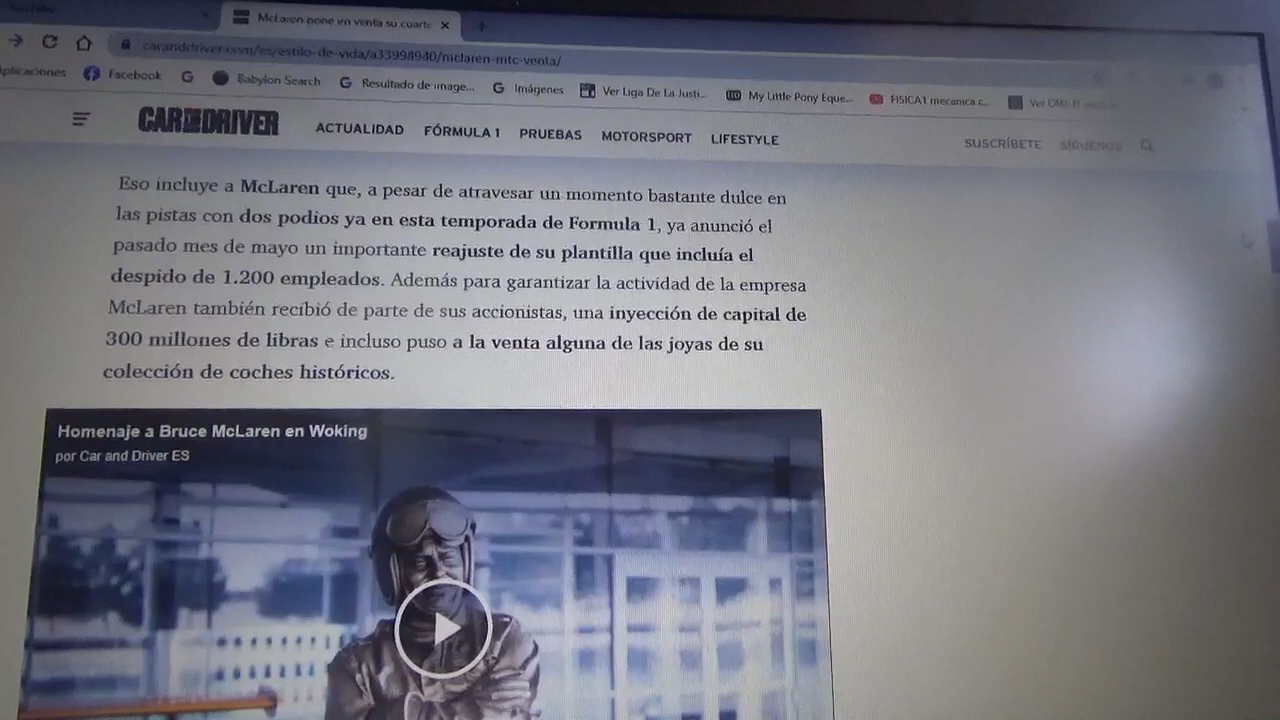 McLaren pone en venta su cuarte
caranddriver.com/es/estilo-de-vida/a33998930/mclaren-mtc-venta/
Aplicaciones Facebook Babylon Search Resultado de image... Imágenes Ver Liga De La Justi... My Little Pony Eque... FISICA1 mecanica c... Ver
CAR AND DRIVER ACTUALIDAD FÓRMULA 1 PRUEBAS MOTORSPORT LIFESTYLE SUSCRÍBETE SÍGUENOS
Eso incluye a McLaren que, a pesar de atravesar un momento bastante dulce en
las pistas con dos podios ya en esta temporada de Formula 1, ya anunció el
pasado mes de mayo un importante reajuste de su plantilla que incluía el
despido de 1.200 empleados. Además para garantizar la actividad de la empresa
McLaren también recibió de parte de sus accionistas, una inyección de capital de
300 millones de libras e incluso puso a la venta alguna de las joyas de su
colección de coches históricos.
Homenaje a Bruce McLaren en Woking
por Car and Driver ES